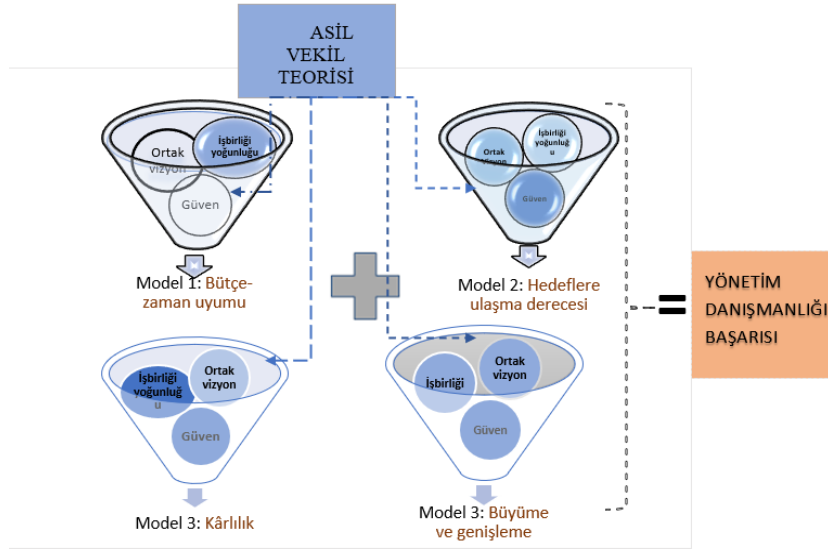 ASİL
VEKİL
TEORİSİ
Ortak
vizyon
İşbirliği
yoğunluğu
Güven
Model 1: Bütçe-
zaman uyumu
Ortak
vizyon
İşbirliği
yoğunluğ
u
Güven
Model 2: Hedeflere
ulaşma derecesi
İşbirliği
yoğunluğ
u
Ortak
vizyon
Güven
Model 3: Kârlılık
İşbirliği
Ortak
vizyon
Güven
Model 3: Büyüme
ve genişleme
=
YÖNETİM
DANIŞMANLIĞI
BAŞARISI